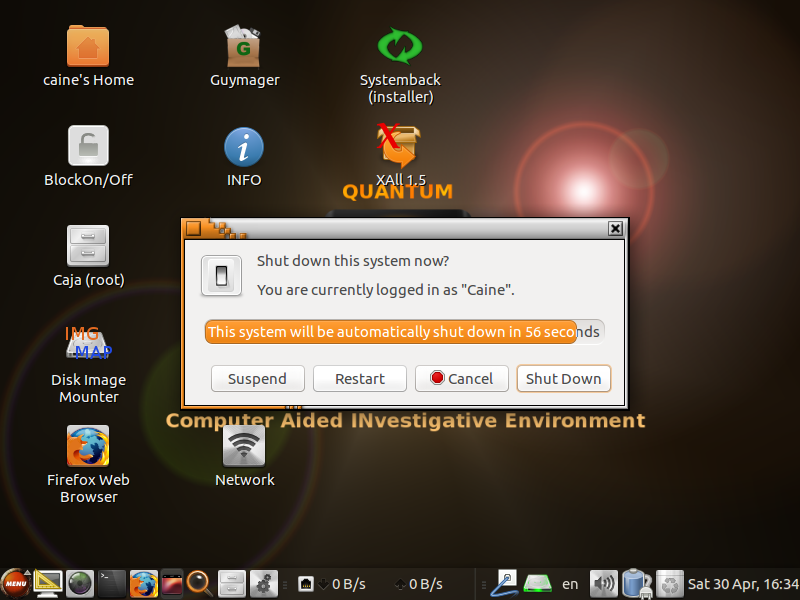 caine's Home
Guymager
Systemback
(installer)
G
BlockOn/Off
INFO
i
X
XAll 1.5
QUANTUM
Caja (root)
Shut down this system now?
You are currently logged in as "Caine".
This system will be automatically shut down in 56 seconds
Suspend
Restart
Cancel
Shut Down
IMG
MAP
Disk Image
Mounter
Computer Aided INvestigative Environment
Firefox Web
Browser
Network
MENU
>_
0 B/s
0 B/s
en
Sat 30 Apr, 16:34